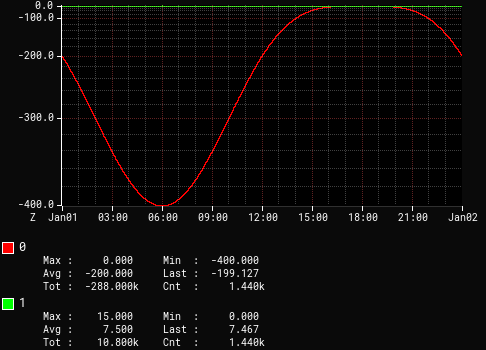 0.0
-100.0
-200.0
-300.0
-400.0
Z Jan01 03:00 06:00 09:00 12:00 15:00 18:00 21:00 Jan02
0
Max : 0.000 Min : -400.000
Avg : -200.000 Last : -199.127
Tot : -288.000k Cnt : 1.440k
1
Max : 15.000 Min : 0.000
Avg : 7.500 Last : 7.467
Tot : 10.800k Cnt : 1.440k